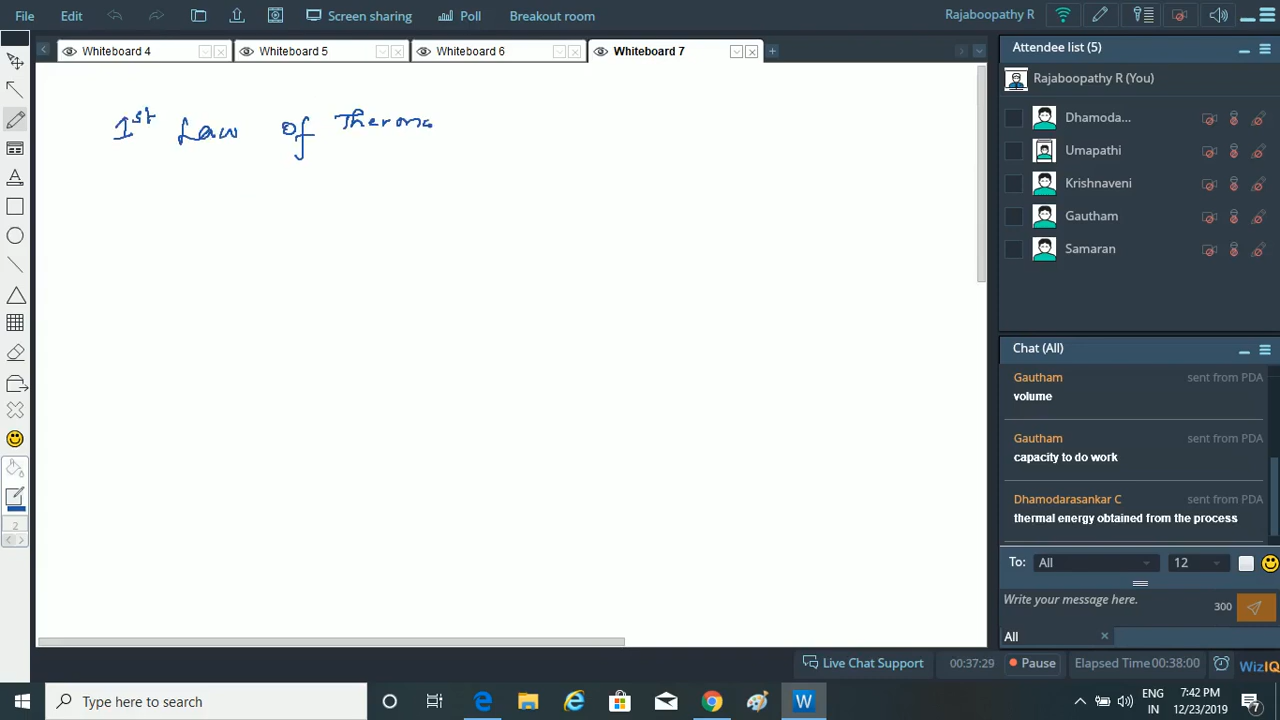 File Edit Screen sharing Poll Breakout room Rajaboopathy R
Whiteboard 4 Whiteboard 5 Whiteboard 6 Whiteboard 7
1st Law Of Thermo
Attendee list (5)
Rajaboopathy R (You)
Dhamoda...
Umapathi
Krishnaveni
Gautham
Samaran
Chat (All)
Gautham sent from PDA
volume
Gautham sent from PDA
capacity to do work
Dhamodarasankar C sent from PDA
thermal energy obtained from the process
To: All 12
Write your message here. 300
All
2
Live Chat Support 00:37:29 Pause Elapsed Time 00:38:00 WizIQ
Type here to search
ENG 7:42 PM
IN 12/23/2019 7